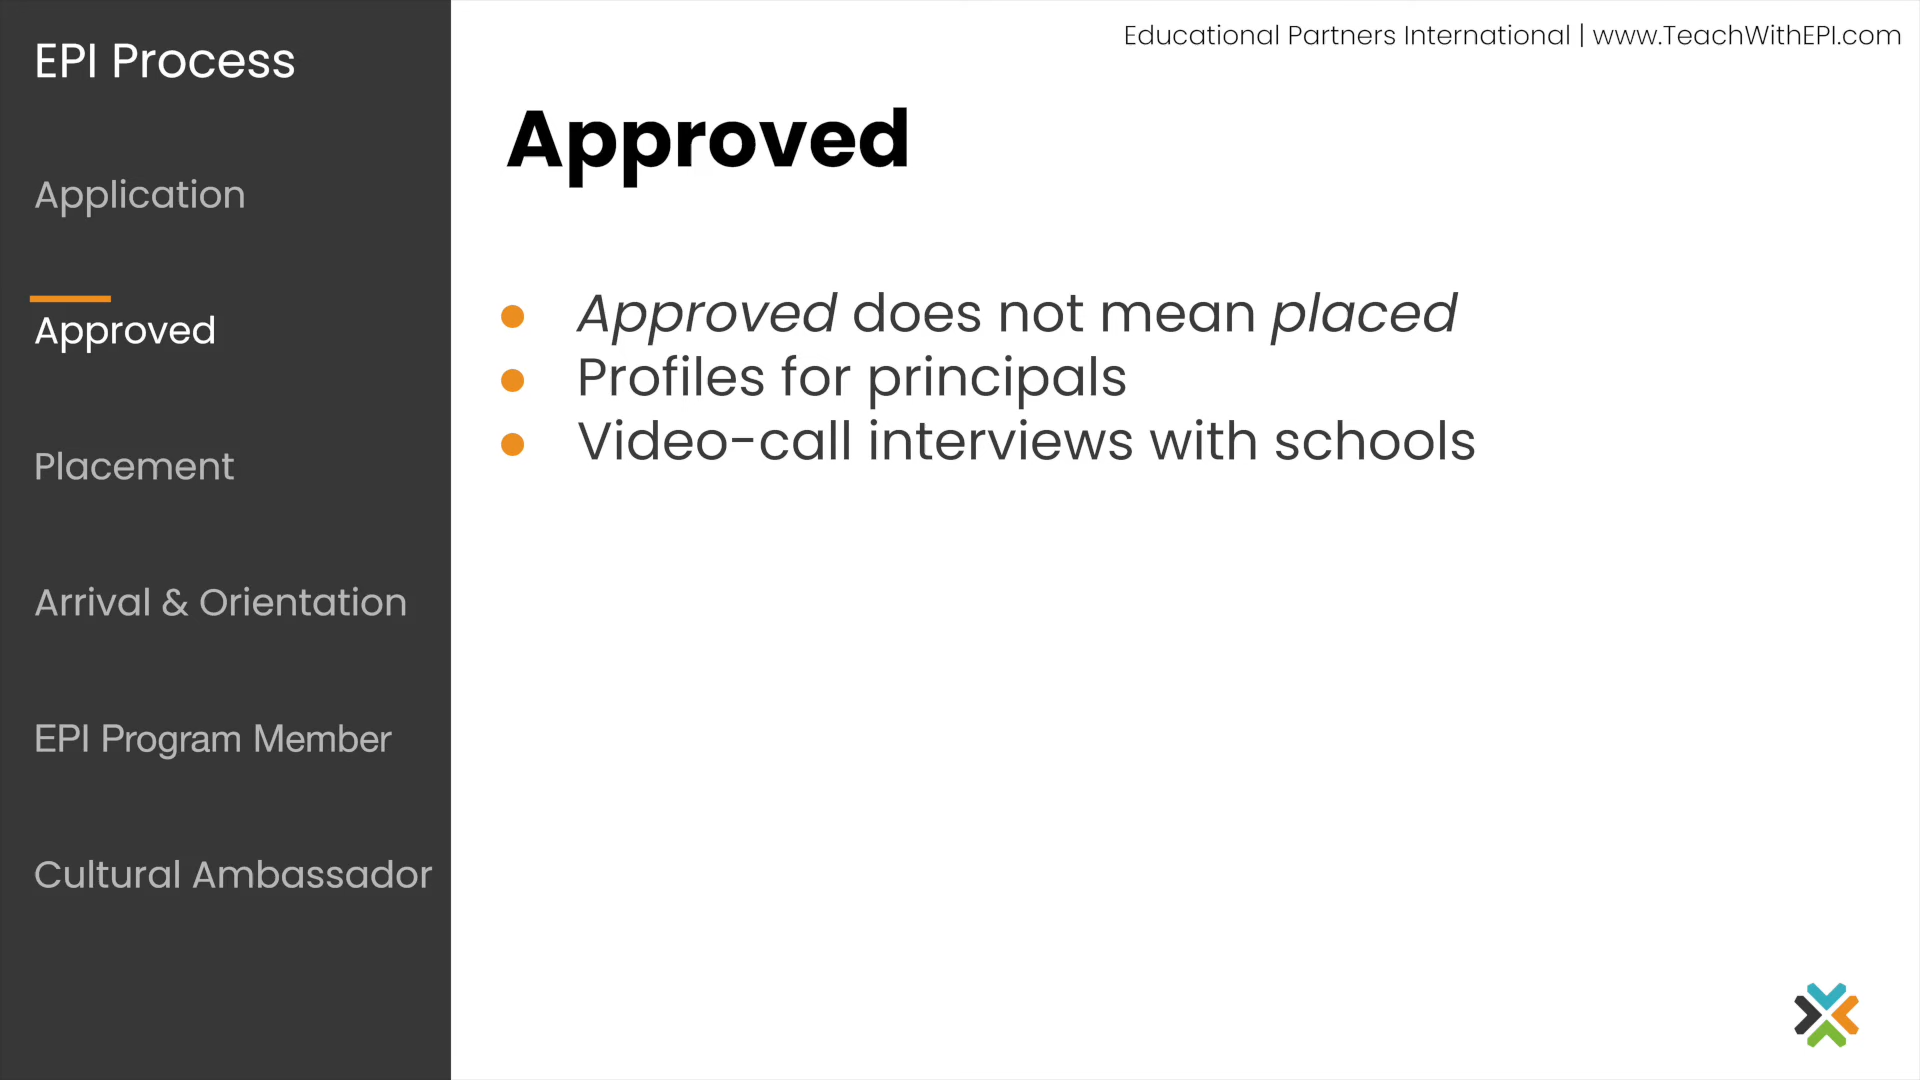 EPI Process
Application
Approved
Placement
Arrival & Orientation
EPI Program Member
Cultural Ambassador
Educational Partners International | www.TeachWithEPI.com
Approved
● Approved does not mean placed
● Profiles for principals
● Video-call interviews with schools